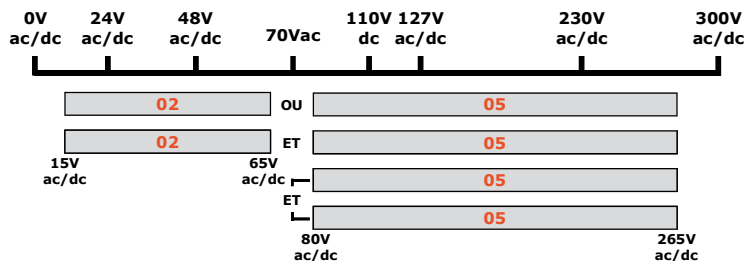 0V 24V 48V 110V 127V 230V 300V
ac/dc ac/dc ac/dc 70Vac dc ac/dc ac/dc ac/dc
02 OU 05
02 ET 05
15V 65V
ac/dc ac/dc
05
ET
05
80V 265V
ac/dc ac/dc